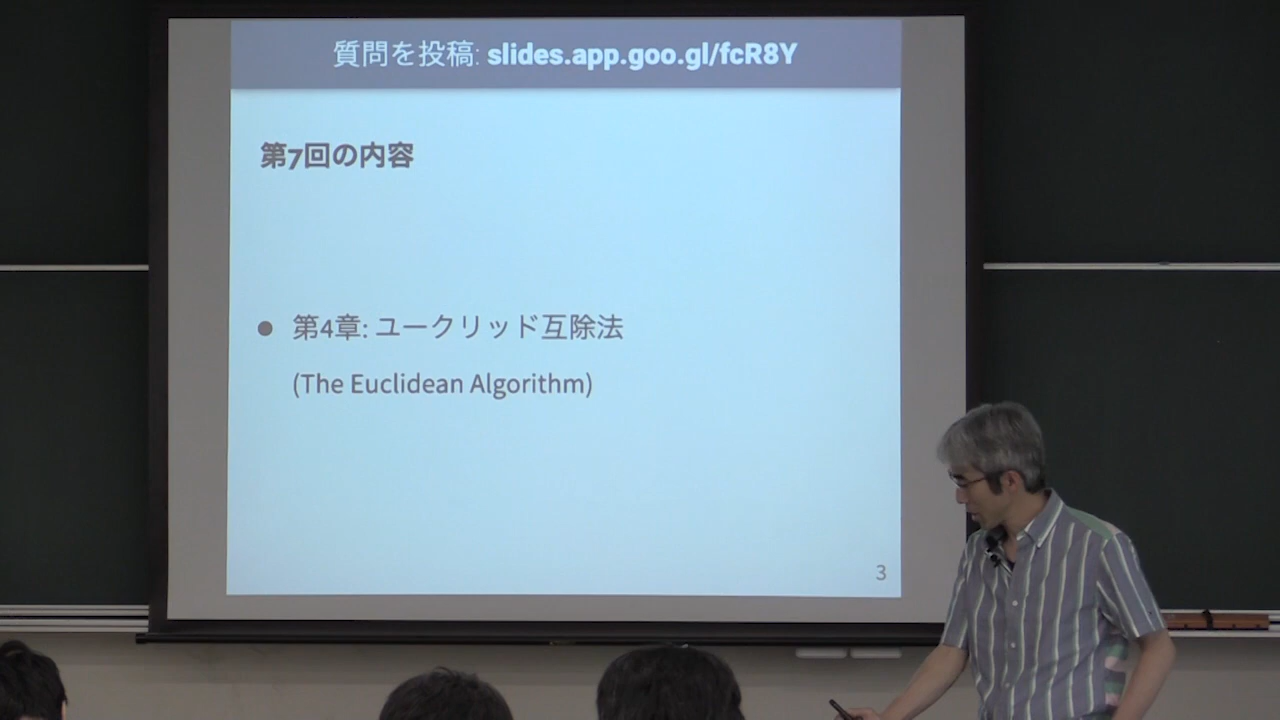 質問を投稿: slides.app.goo.gl/fcR8Y
第7回の内容
● 第4章: ユークリッド互除法
(The Euclidean Algorithm)
3